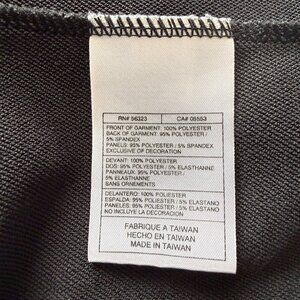 RN# 56323 CA# 05553
FRONT OF GARMENT: 100% POLYESTER
BACK OF GARMENT: 95% POLYESTER /
5% SPANDEX
PANELS: 95% POLYESTER / 5% SPANDEX
EXCLUSIVE OF DECORATION
DEVANT: 100% POLYESTER
DOS: 95% POLYESTER / 5% ELASTHANNE
PANNEAUX: 95% POLYESTER /
5% ELASTHANNE
SANS ORNEMENTS
DELANTERO: 100% POLIESTER
ESPALDA: 95% POLIESTER / 5% ELASTANO
PANELES: 95% POLIESTER / 5% ELASTANO
NO INCLUYE LA DECORACION
FABRIQUE A TAIWAN
HECHO EN TAIWAN
MADE IN TAIWAN